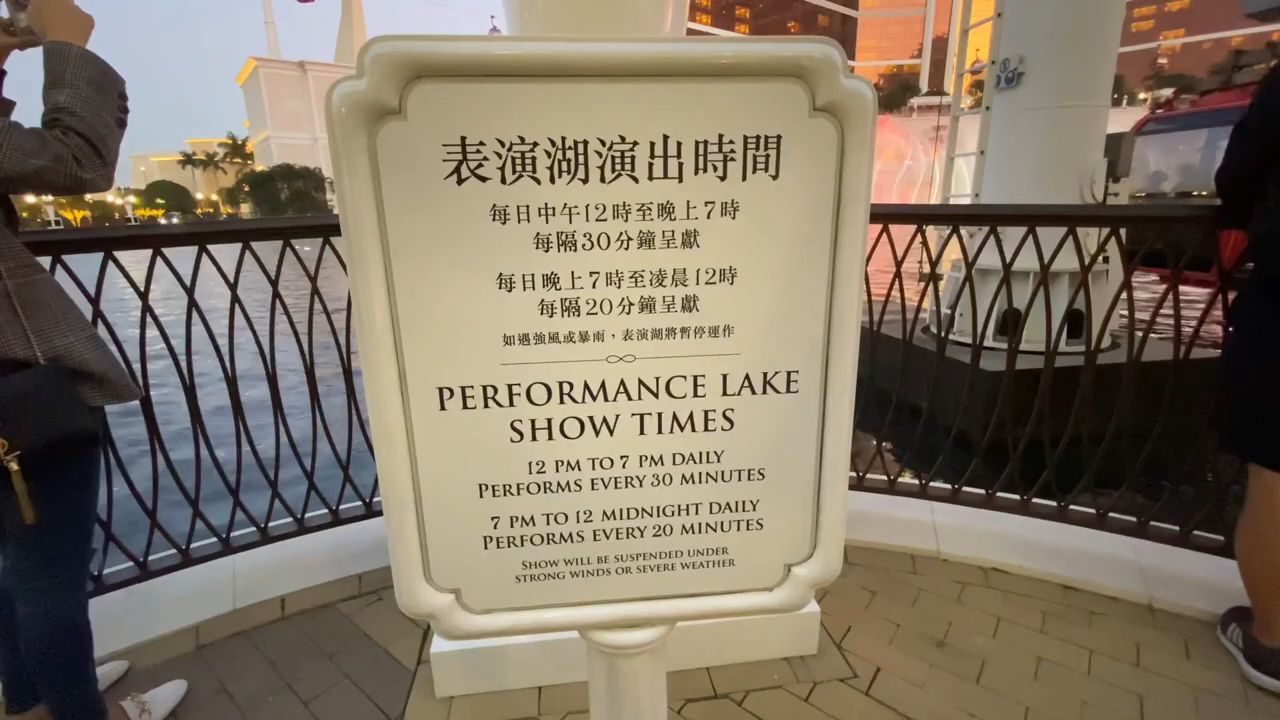 表演湖演出時間
每日中午12時至晚上7時
每隔30分鐘呈獻
每日晚上7時至凌晨12時
每隔20分鐘呈獻
如遇強風或暴雨，表演湖將暫停運作
PERFORMANCE LAKE
SHOW TIMES
12 PM TO 7 PM DAILY
PERFORMS EVERY 30 MINUTES
7 PM TO 12 MIDNIGHT DAILY
PERFORMS EVERY 20 MINUTES
SHOW WILL BE SUSPENDED UNDER
STRONG WINDS OR SEVERE WEATHER